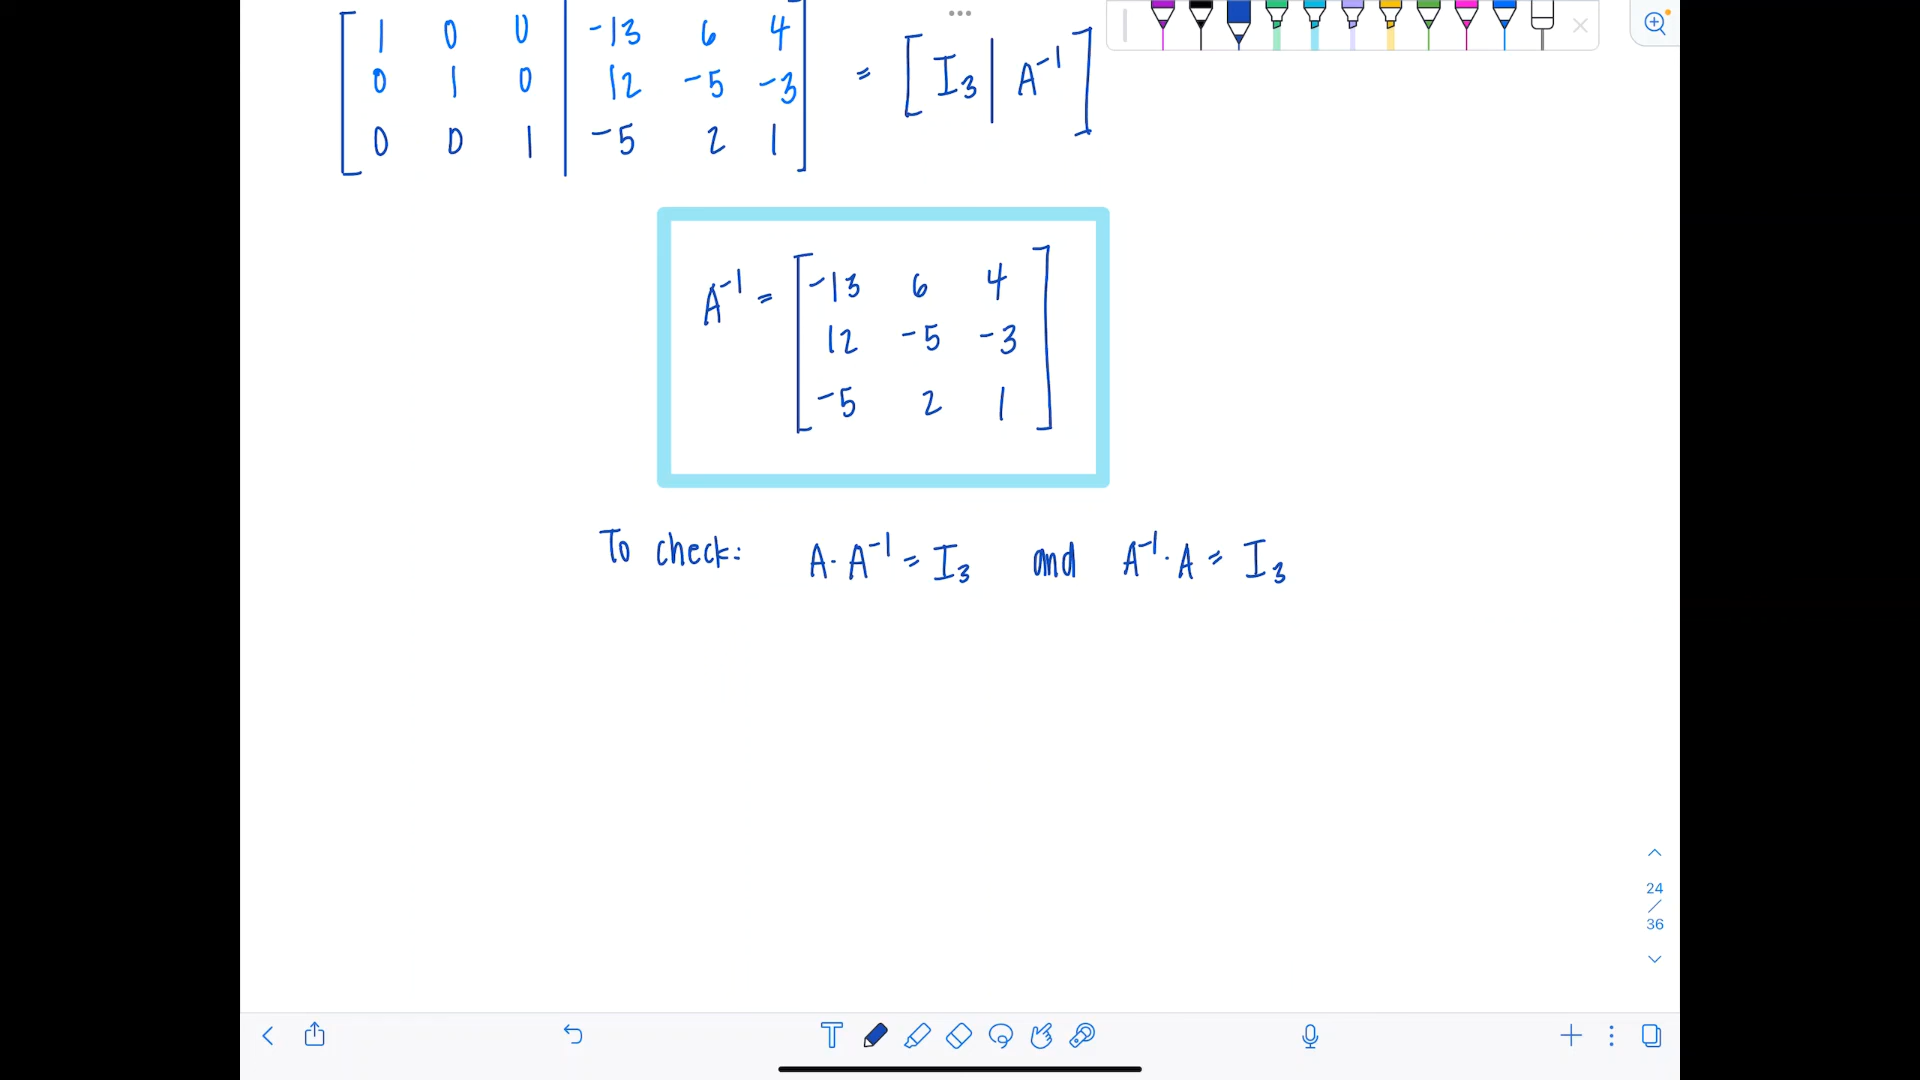 1 0 0 | -13 6 4
0 1 0 | 12 -5 -3 = [ I₃ | A⁻¹ ]
0 0 1 | -5 2 1
A⁻¹ = [ -13 6 4
12 -5 -3
-5 2 1 ]
To check: A · A⁻¹ = I₃ and A⁻¹ · A = I₃
24
/
36
T